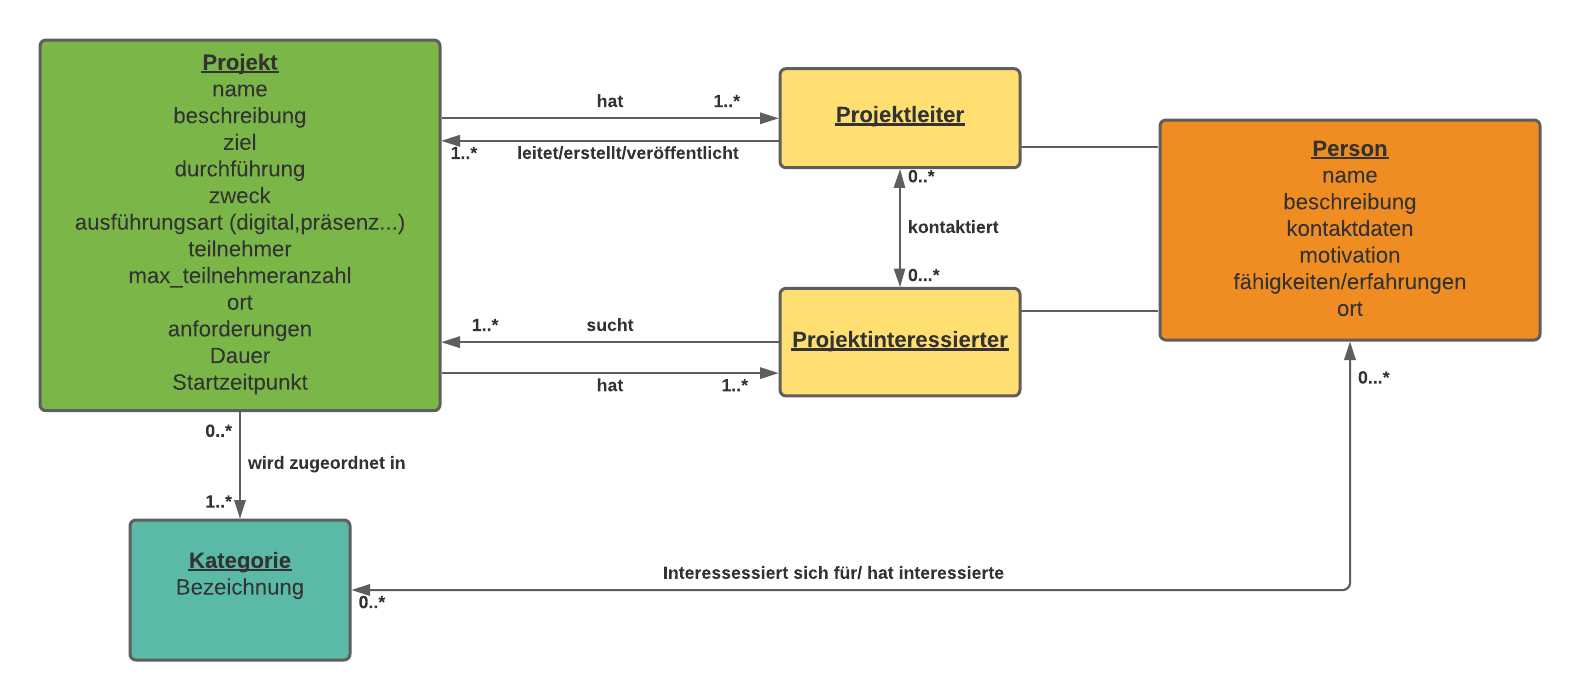 Projekt
name
beschreibung
ziel
durchführung
zweck
ausführungsart (digital,präsenz...)
teilnehmer
max_teilnehmeranzahl
ort
anforderungen
Dauer
Startzeitpunkt
hat
1..*
1..*
leitet/erstellt/veröffentlicht
Projektleiter
0..*
kontaktiert
0...*
1..*
sucht
hat
1..*
Projektinteressierter
Person
name
beschreibung
kontaktdaten
motivation
fähigkeiten/erfahrungen
ort
0...*
0..*
wird zugeordnet in
1..*
Kategorie
Bezeichnung
Interessessiert sich für/ hat interessierte
0..*